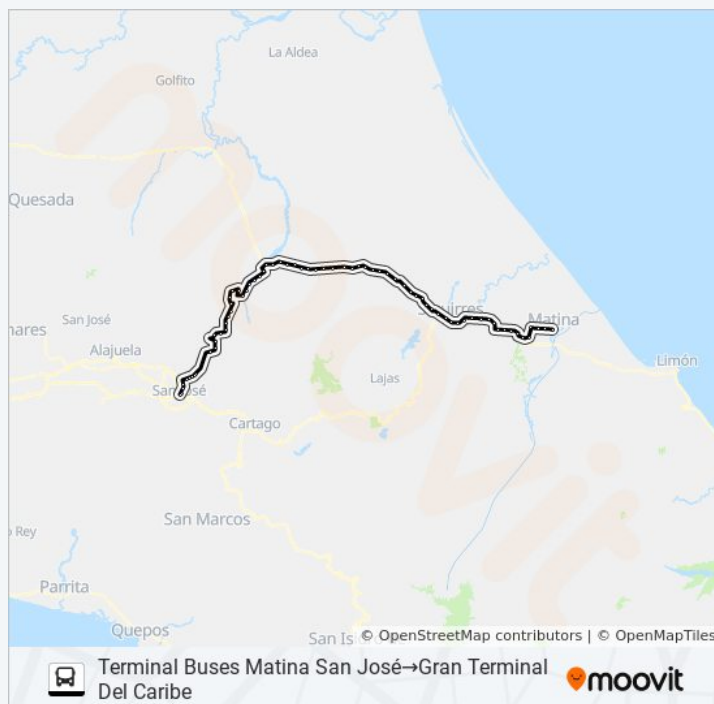 La Aldea
Golfito
Quesada
San José
Alajuela
San José
Cartago
Lajas
Matina
Limón
San Marcos
Parrita
Quepos
© OpenStreetMap contributors | © OpenMapTiles
Terminal Buses Matina San José→Gran Terminal
Del Caribe
moovit
moovit